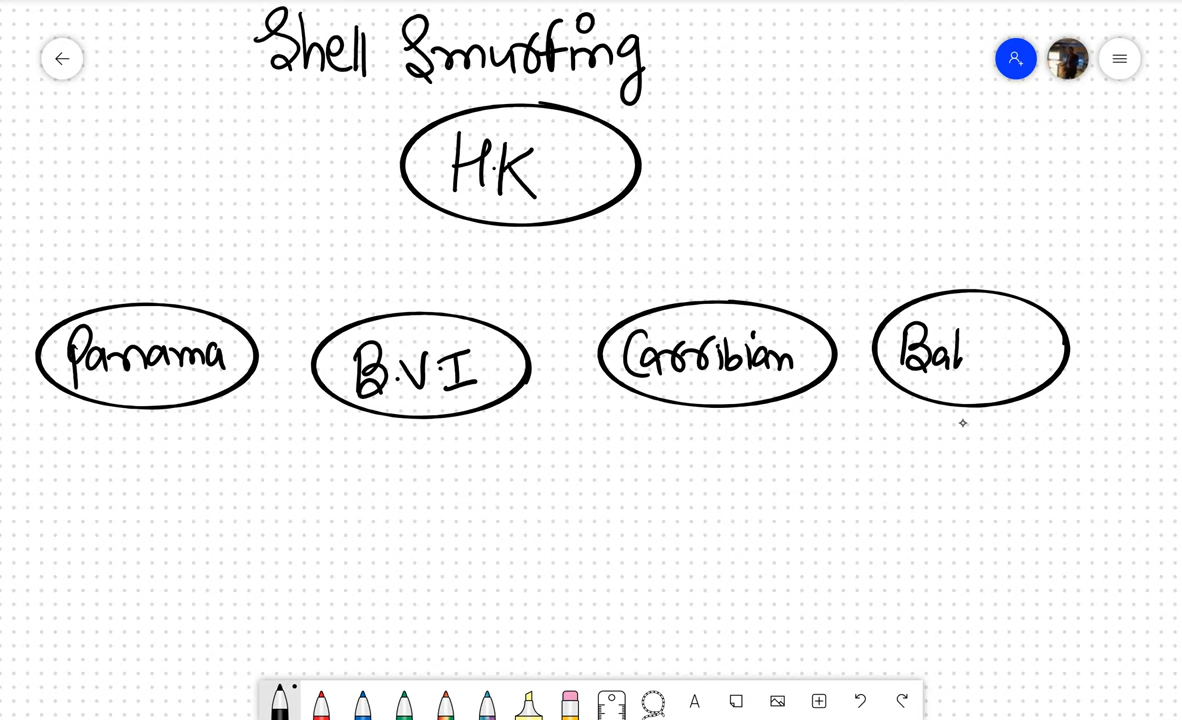 Shell Smurfing
H.K
Panama
B.V.I
Carribian
Bal
A